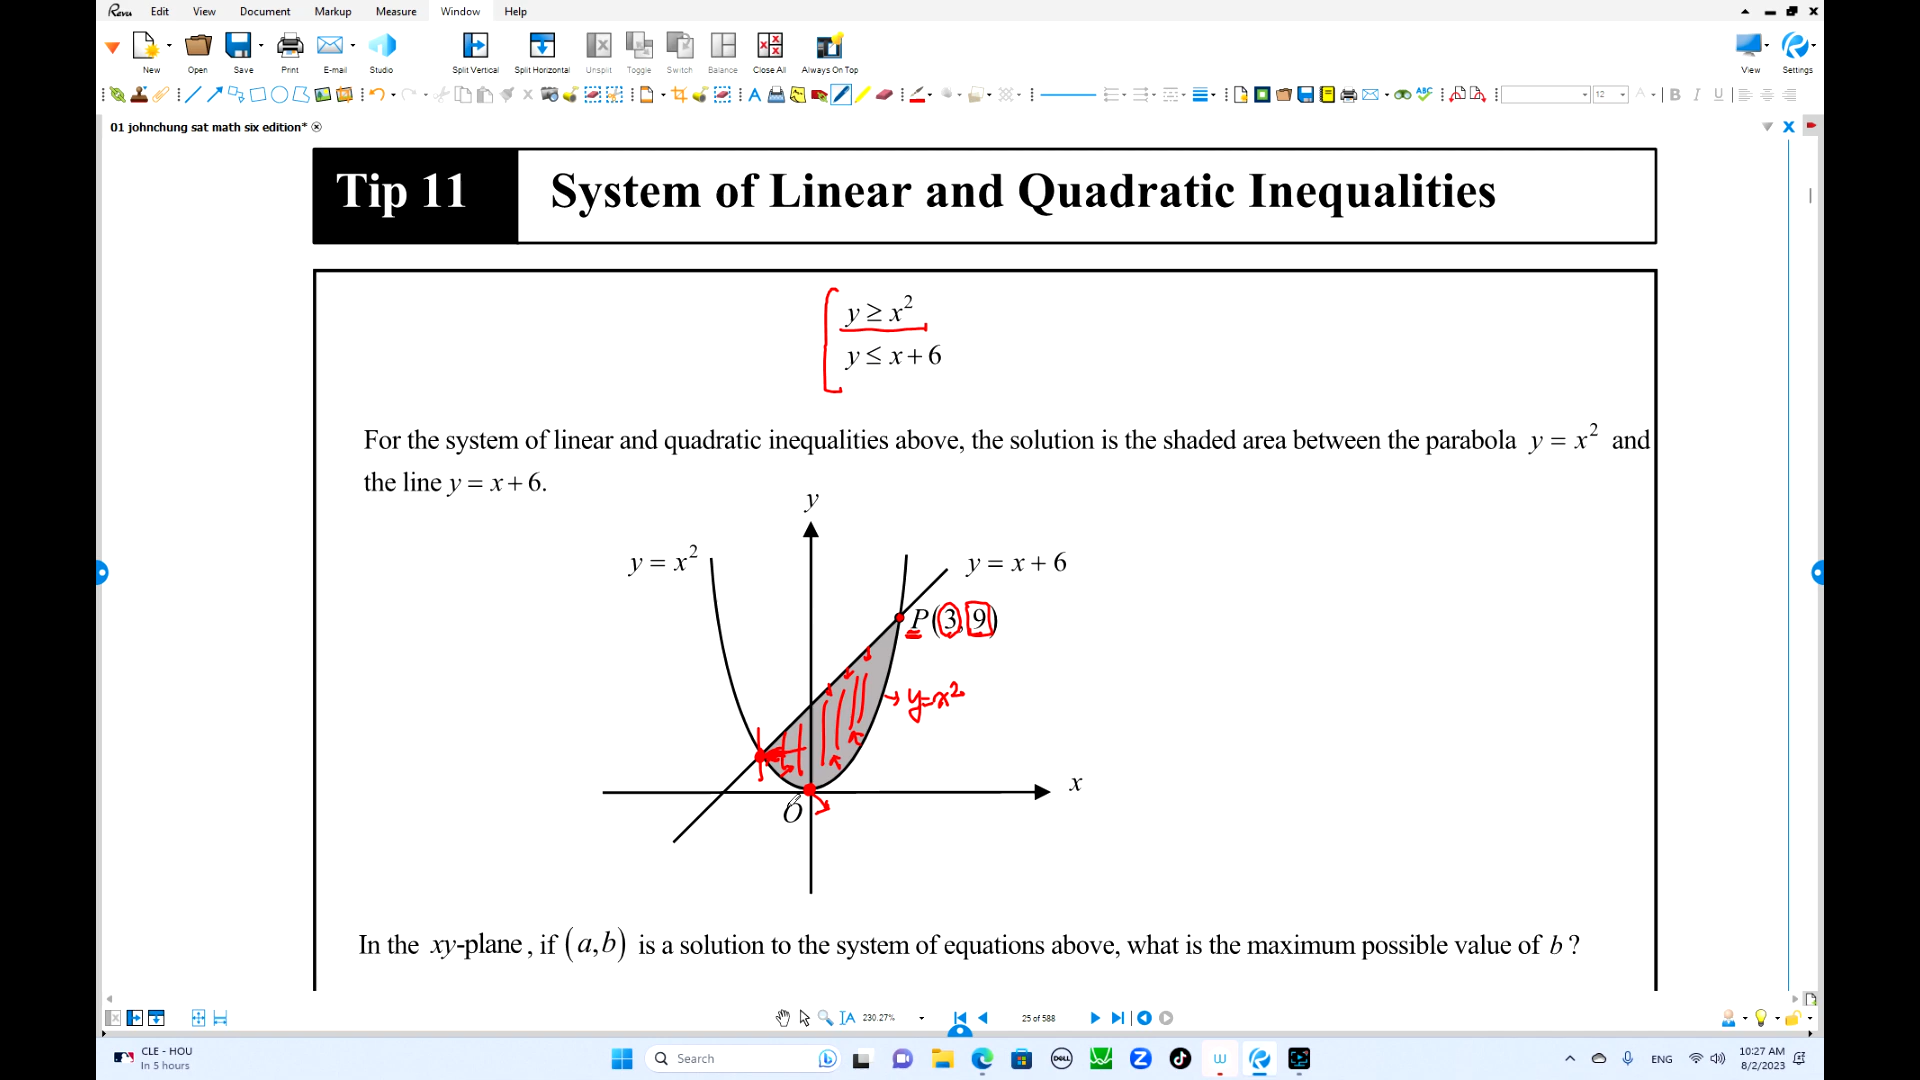 Revu Edit View Document Markup Measure Window Help
New Open Save Print E-mail Studio Split Vertical Split Horizontal Unsplit Toggle Switch Balance Close All Always On Top View Settings
12 A B I U
01 johnchung sat math six edition*
Tip 11 System of Linear and Quadratic Inequalities
y ≥ x²
y ≤ x + 6
For the system of linear and quadratic inequalities above, the solution is the shaded area between the parabola y = x² and
the line y = x + 6.
y
y = x²
y = x + 6
P(3, 9)
y=x²
x
O
In the xy-plane, if (a, b) is a solution to the system of equations above, what is the maximum possible value of b ?
230.27% 25 of 588
CLE - HOU
In 5 hours
Search
DELL
ENG
10:27 AM
8/2/2023